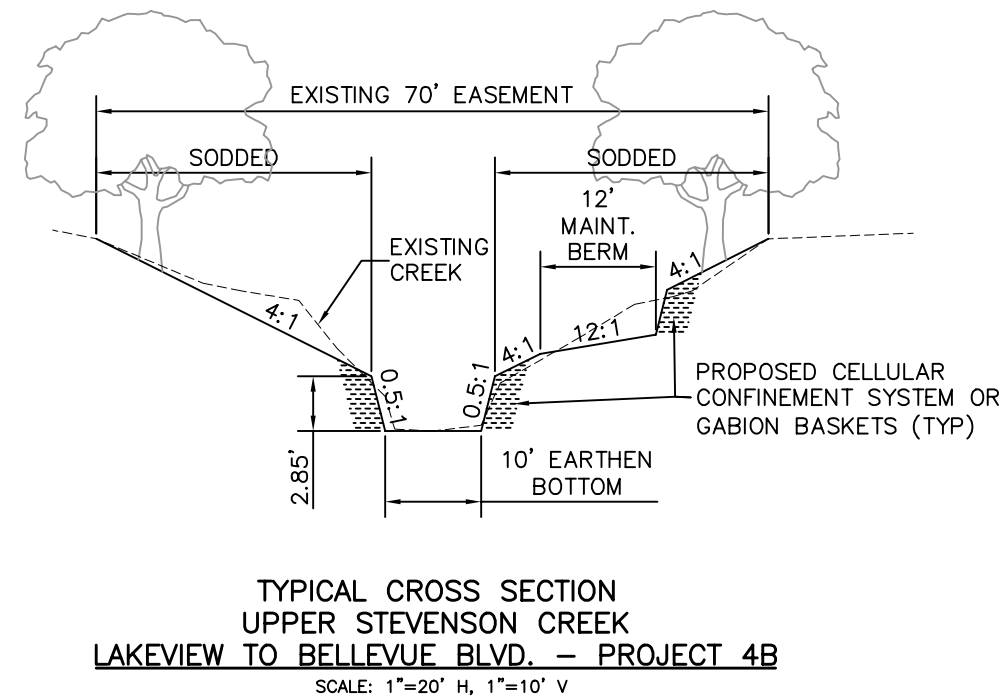 EXISTING 70' EASEMENT
SODDED
SODDED
12'
MAINT.
BERM
EXISTING
CREEK
4:1
4:1
12:1
4:1
0.5:1
0.5:1
PROPOSED CELLULAR
CONFINEMENT SYSTEM OR
GABION BASKETS (TYP)
2.85'
10' EARTHEN
BOTTOM
TYPICAL CROSS SECTION
UPPER STEVENSON CREEK
LAKEVIEW TO BELLEVUE BLVD. – PROJECT 4B
SCALE: 1"=20' H, 1"=10' V